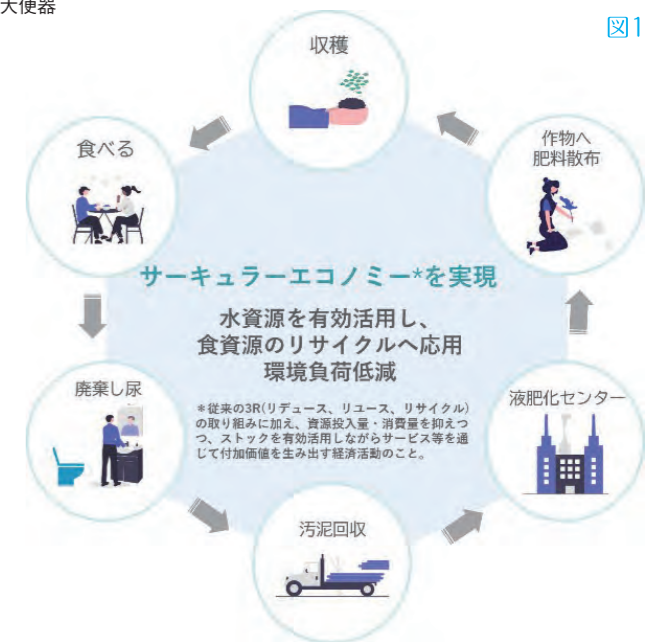 大便器
図1
収穫
作物へ
肥料散布
食べる
サーキュラーエコノミー*を実現
水資源を有効活用し、
食資源のリサイクルへ応用
環境負荷低減
*従来の3R(リデュース、リユース、リサイクル)
の取り組みに加え、資源投入量・消費量を抑えつ
つ、ストックを有効活用しながらサービス等を通
じて付加価値を生み出す経済活動のこと。
廃棄し尿
液肥化センター
汚泥回収